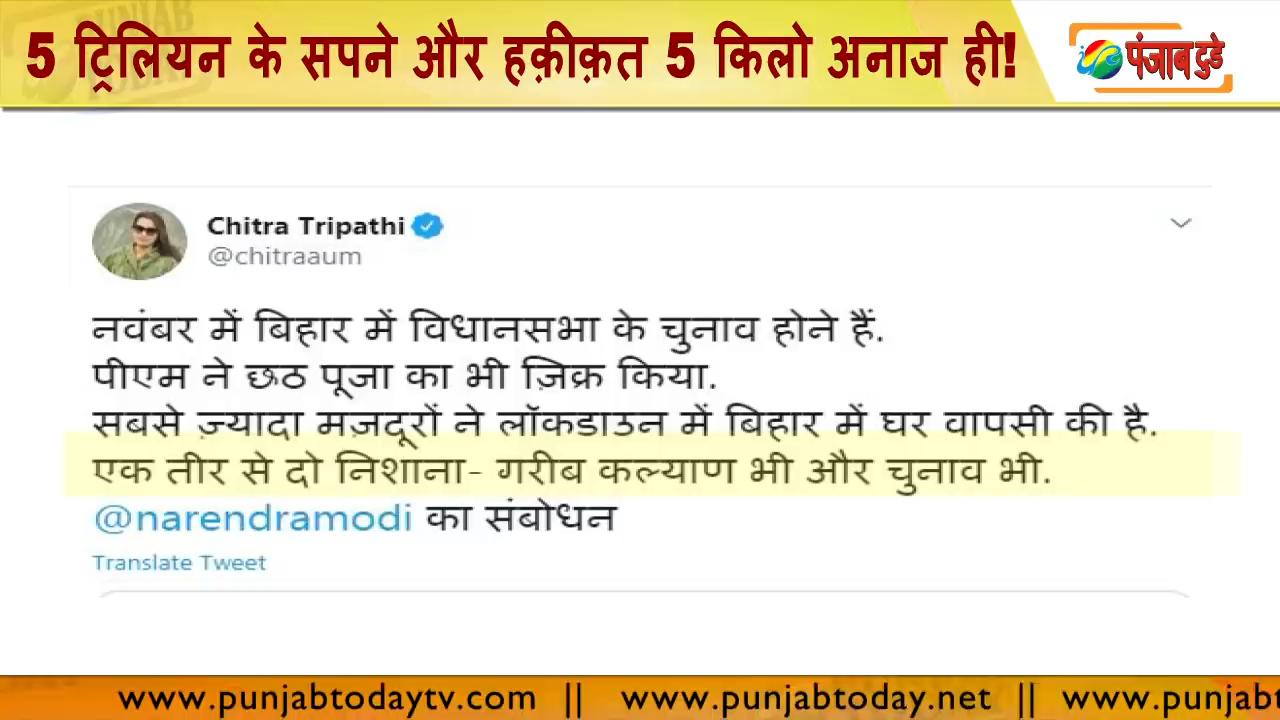 5 ट्रिलियन के सपने और हक़ीक़त 5 किलो अनाज ही!
पंजाब टुडे
Chitra Tripathi
@chitraaum
नवंबर में बिहार में विधानसभा के चुनाव होने हैं.
पीएम ने छठ पूजा का भी ज़िक्र किया.
सबसे ज़्यादा मज़दूरों ने लॉकडाउन में बिहार में घर वापसी की है.
एक तीर से दो निशाना- गरीब कल्याण भी और चुनाव भी.
@narendramodi का संबोधन
Translate Tweet
www.punjabtodaytv.com || www.punjabtoday.net || www.punjabt